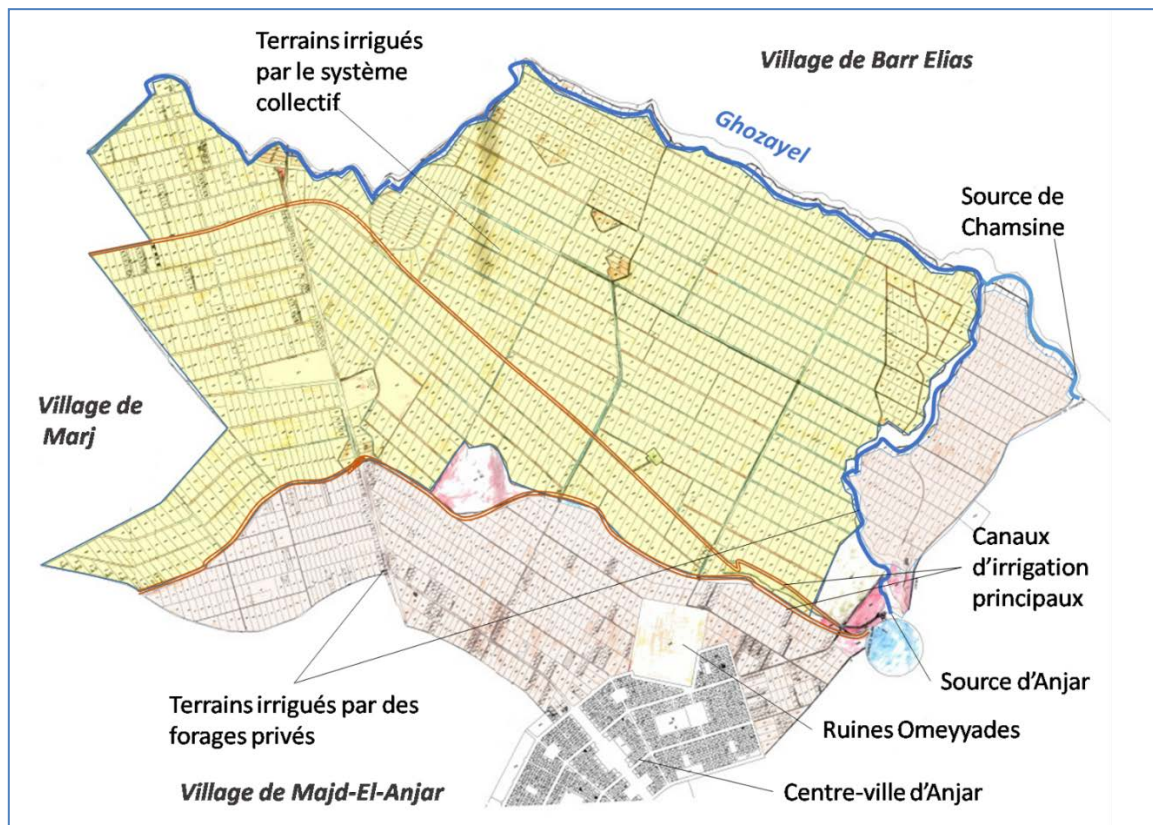 Terrains irrigués
par le système
collectif
Village de Barr Elias
Ghozayel
Source de
Chamsine
Village de
Marj
Canaux
d'irrigation
principaux
Source d'Anjar
Terrains irrigués par des
forages privés
Ruines Omeyyades
Village de Majd-El-Anjar
Centre-ville d'Anjar